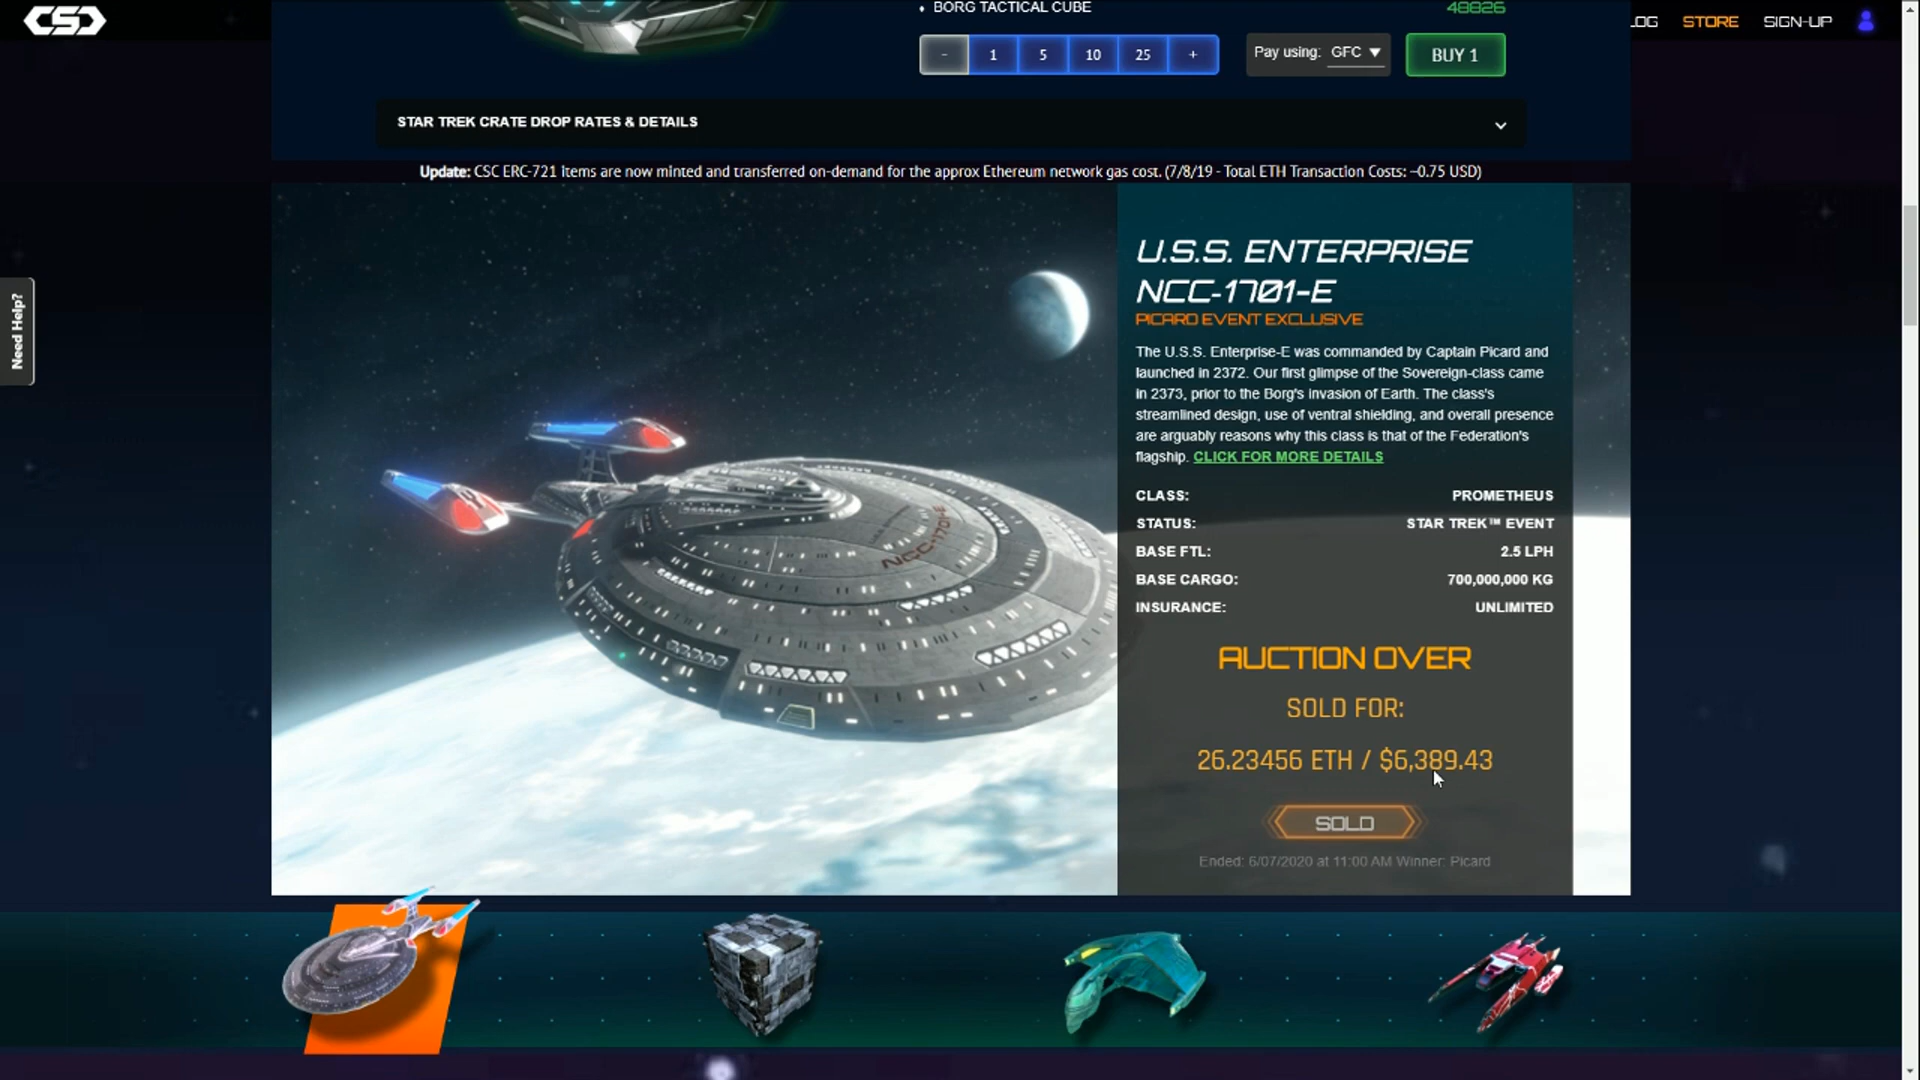 CSC
BORG TACTICAL CUBE
48826
LOG
STORE
SIGN-UP
-
1
5
10
25
+
Pay using: GFC
BUY 1
STAR TREK CRATE DROP RATES & DETAILS
Update: CSC ERC-721 Items are now minted and transferred on-demand for the approx Ethereum network gas cost. (7/8/19 - Total ETH Transaction Costs: ~0.75 USD)
Need Help?
U.S.S. ENTERPRISE
NCC-1701-E
PICARD EVENT EXCLUSIVE
The U.S.S. Enterprise-E was commanded by Captain Picard and
launched in 2372. Our first glimpse of the Sovereign-class came
in 2373, prior to the Borg's invasion of Earth. The class's
streamlined design, use of ventral shielding, and overall presence
are arguably reasons why this class is that of the Federation's
flagship. CLICK FOR MORE DETAILS
CLASS: PROMETHEUS
STATUS: STAR TREK™ EVENT
BASE FTL: 2.5 LPH
BASE CARGO: 700,000,000 KG
INSURANCE: UNLIMITED
AUCTION OVER
SOLD FOR:
26.23456 ETH / $6,389.43
SOLD
Ended: 6/07/2020 at 11:00 AM Winner: Picard
U.S.S. ENTERPRISE
NCC-1701-E